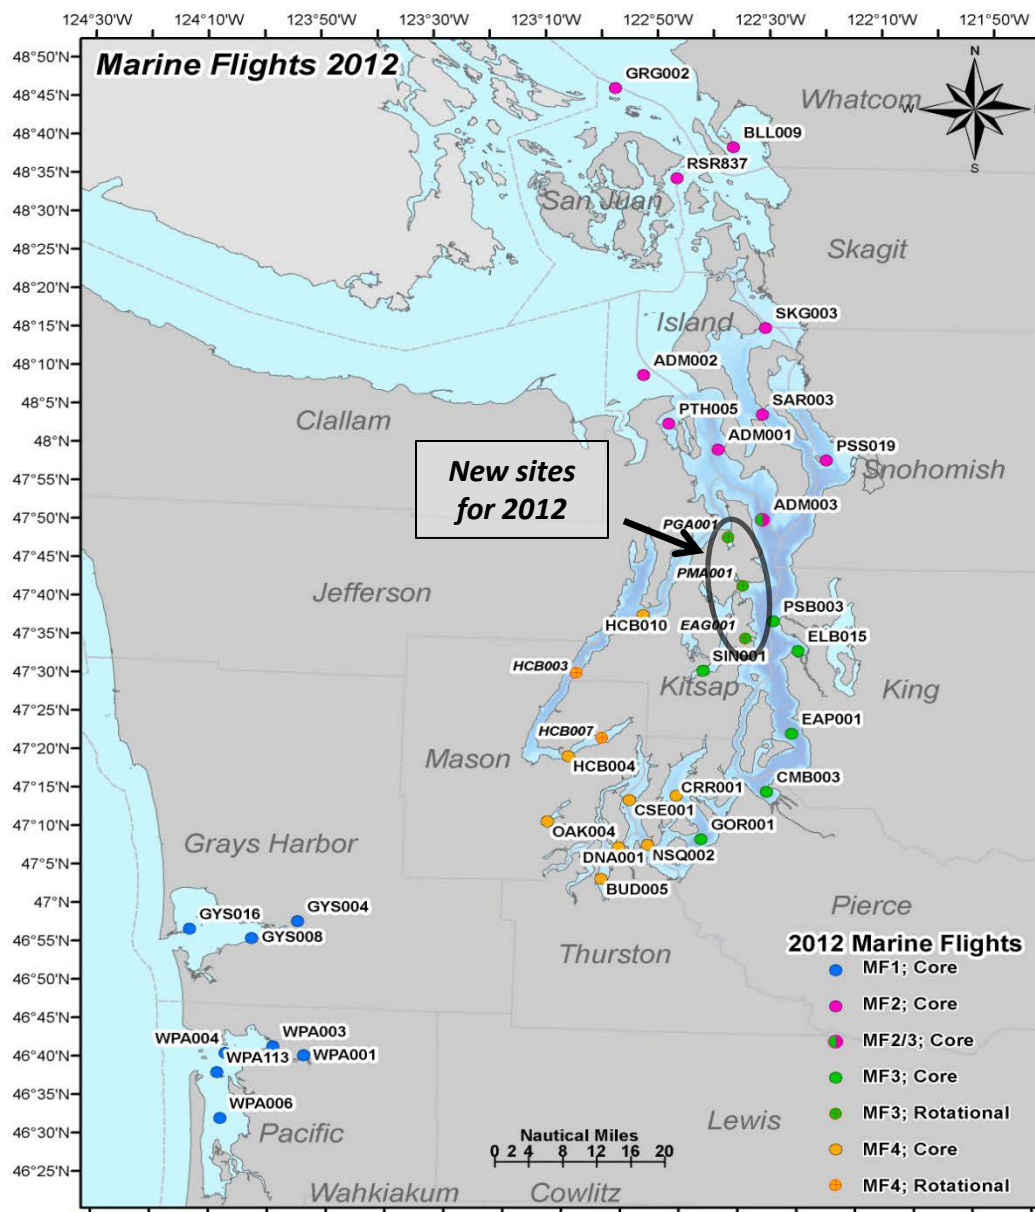 124°30'W
124°10'W
123°50'W
123°10'W
122°50'W
122°30'W
122°10'W
121°50'W
48°50'N
48°45'N
48°40'N
48°35'N
48°30'N
48°25'N
48°20'N
48°15'N
48°10'N
48°5'N
48°N
47°55'N
47°50'N
47°45'N
47°40'N
47°35'N
47°30'N
47°25'N
47°20'N
47°15'N
47°10'N
47°5'N
47°N
46°55'N
46°50'N
46°45'N
46°40'N
46°35'N
46°30'N
46°25'N
Marine Flights 2012
N
W
S
GRG002
Whatcom
BLL009
RSR837
San Juan
Skagit
SKG003
Island
ADM002
SAR003
PTH005
Clallam
ADM001
PSS019
Snohomish
New sites
for 2012
ADM003
PGA001
PMA001
Jefferson
PSB003
HCB010
EAG001
ELB015
SIN001
HCB003
Kitsap
King
EAP001
HCB007
Mason
HCB004
CMB003
CRR001
CSE001
OAK004
GOR001
DNA001
NSQ002
BUD005
Grays Harbor
GYS016
GYS004
GYS008
Pierce
Thurston
WPA004
WPA003
WPA113
WPA001
WPA006
Pacific
Lewis
Wahkiakum
Cowlitz
Nautical Miles
0 2 4 8 12 16 20
2012 Marine Flights
MF1; Core
MF2; Core
MF2/3; Core
MF3; Core
MF3; Rotational
MF4; Core
MF4; Rotational